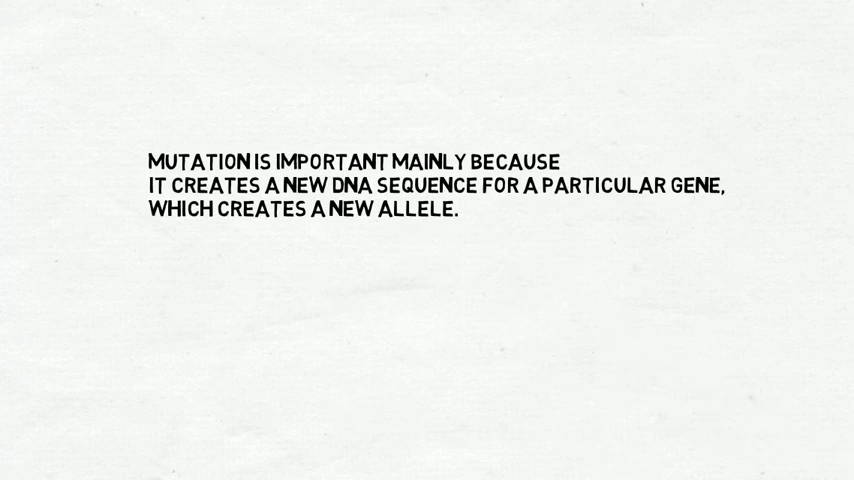 MUTATION IS IMPORTANT MAINLY BECAUSE
IT CREATES A NEW DNA SEQUENCE FOR A PARTICULAR GENE,
WHICH CREATES A NEW ALLELE.